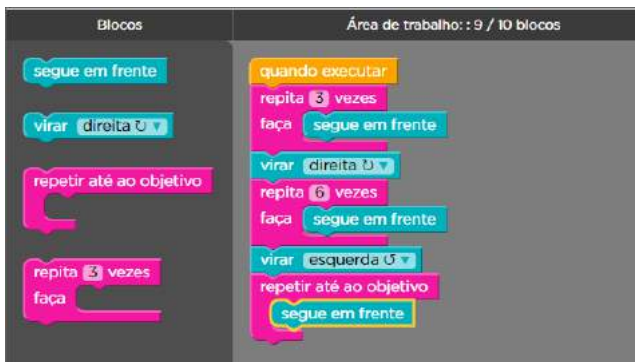 Blocos
segue em frente
virar direita ↻ ▼
repetir até ao objetivo
repita 3 vezes
faça
Área de trabalho: : 9 / 10 blocos
quando executar
repita 3 vezes
faça segue em frente
virar direita ↻ ▼
repita 6 vezes
faça segue em frente
virar esquerda ↺ ▼
repetir até ao objetivo
segue em frente